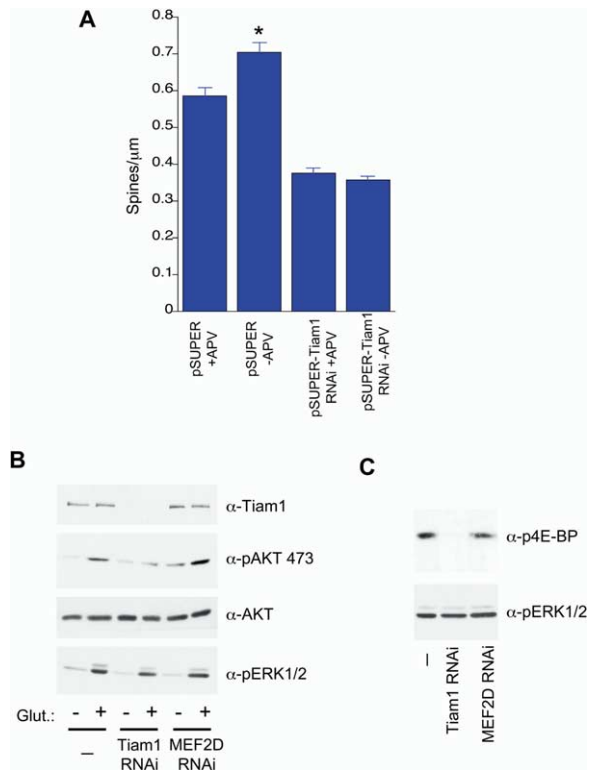 A
*
0.8
0.7
0.6
0.5
0.4
0.3
0.2
0.1
0
Spines/μm
pSUPER
+APV
pSUPER
-APV
pSUPER-Tiam1
RNAi +APV
pSUPER-Tiam1
RNAi -APV
B
α-Tiam1
α-pAKT 473
α-AKT
α-pERK1/2
Glut.: - + - + - +
– Tiam1 RNAi MEF2D RNAi
C
α-p4E-BP
α-pERK1/2
–
Tiam1 RNAi
MEF2D RNAi